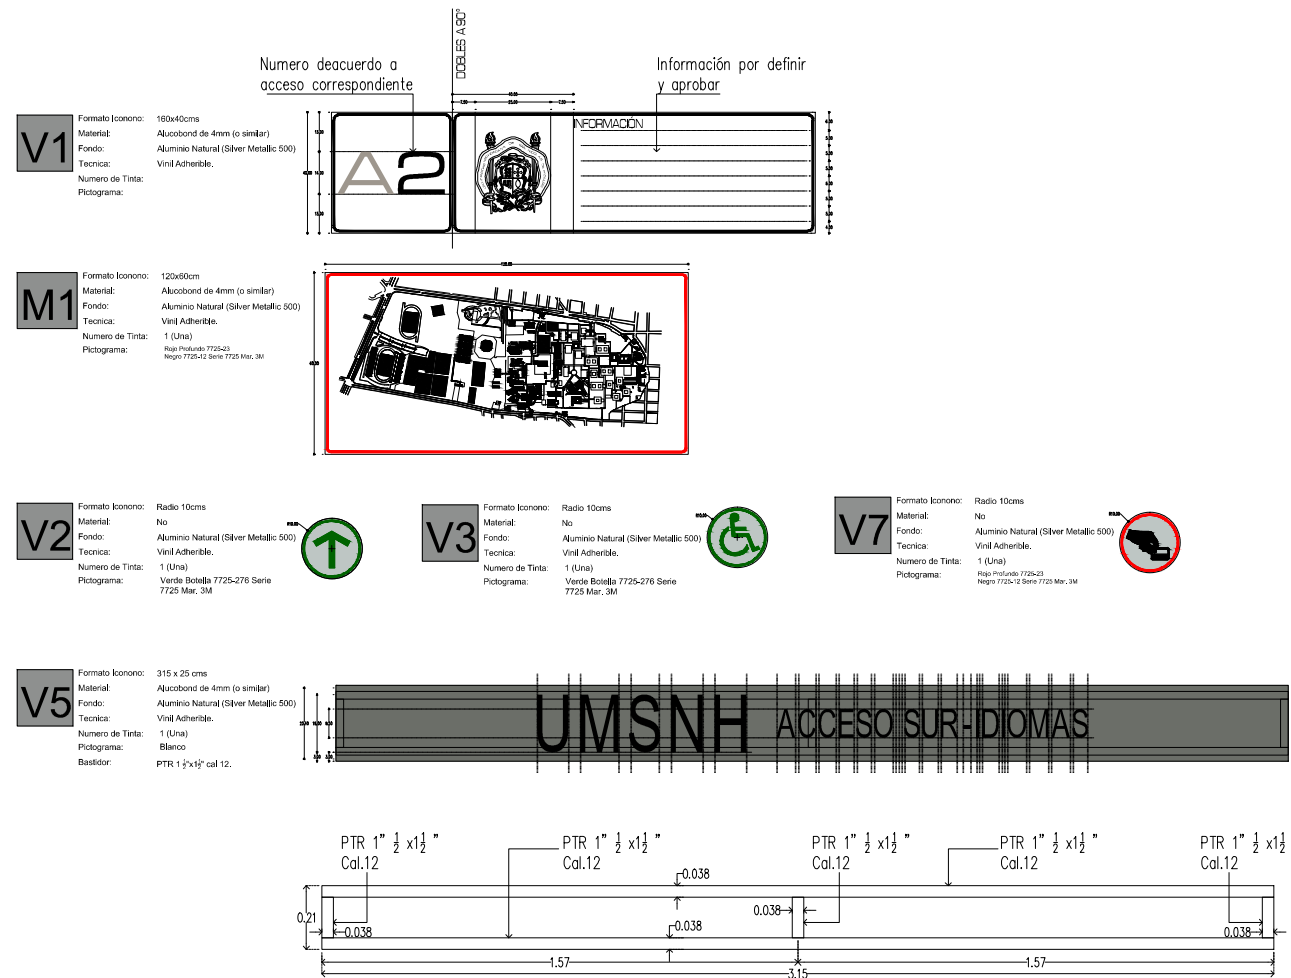 DOBLES A 90°
Numero deacuerdo a
acceso correspondiente
Información por definir
y aprobar
V1
Formato Iconono: 160x40cms
Material: Alucobond de 4mm (o similar)
Fondo: Aluminio Natural (Silver Metallic 500)
Tecnica: Vinil Adherible.
Numero de Tinta:
Pictograma:
A2
INFORMACIÓN
M1
Formato Iconono: 120x60cm
Material: Alucobond de 4mm (o similar)
Fondo: Aluminio Natural (Silver Metallic 500)
Tecnica: Vinil Adherible.
Numero de Tinta: 1 (Una)
Pictograma: Rojo Profundo 7725-23
Negro 7725-12 Serie 7725 Mar. 3M
V2
Formato Iconono: Radio 10cms
Material: No
Fondo: Aluminio Natural (Silver Metallic 500)
Tecnica: Vinil Adherible.
Numero de Tinta: 1 (Una)
Pictograma: Verde Botella 7725-276 Serie
7725 Mar. 3M
V3
Formato Iconono: Radio 10cms
Material: No
Fondo: Aluminio Natural (Silver Metallic 500)
Tecnica: Vinil Adherible.
Numero de Tinta: 1 (Una)
Pictograma: Verde Botella 7725-276 Serie
7725 Mar. 3M
V7
Formato Iconono: Radio 10cms
Material: No
Fondo: Aluminio Natural (Silver Metallic 500)
Tecnica: Vinil Adherible.
Numero de Tinta: 1 (Una)
Pictograma: Rojo Profundo 7725-23
Negro 7725-12 Serie 7725 Mar. 3M
V5
Formato Iconono: 315 x 25 cms
Material: Alucobond de 4mm (o similar)
Fondo: Aluminio Natural (Silver Metallic 500)
Tecnica: Vinil Adherible.
Numero de Tinta: 1 (Una)
Pictograma: Blanco
Bastidor: PTR 1 ½"x1½" cal 12.
UMSNH ACCESO SUR-IDIOMAS
PTR 1" ½ x1½ "
Cal.12
PTR 1" ½ x1½ "
Cal.12
PTR 1" ½ x1½ "
Cal.12
PTR 1" ½ x1½ "
Cal.12
PTR 1" ½ x1½
Cal.12
0.038
0.21
0.038
0.038
0.038
0.038
1.57
1.57
3.15